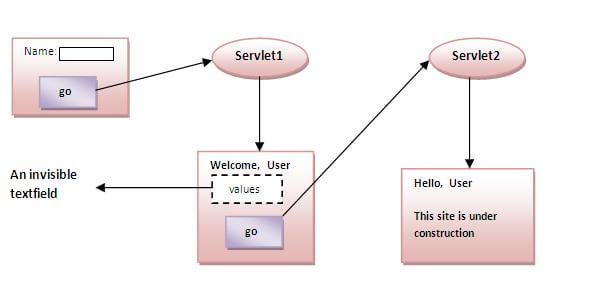 Name:
go
Servlet1
Servlet2
An invisible
textfield
Welcome, User
values
go
Hello, User
This site is under
construction